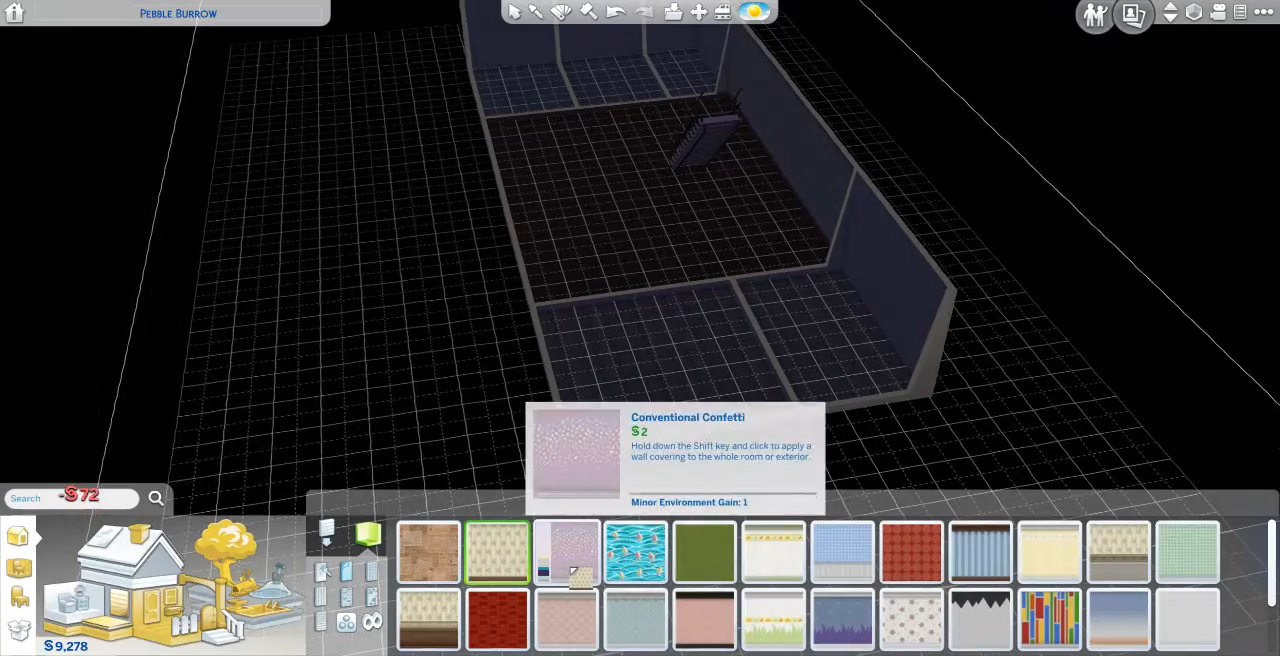 PEBBLE BURROW
Conventional Confetti
§2
Hold down the Shift key and click to apply a
wall covering to the whole room or exterior.
Minor Environment Gain: 1
Search
-§72
§9,278